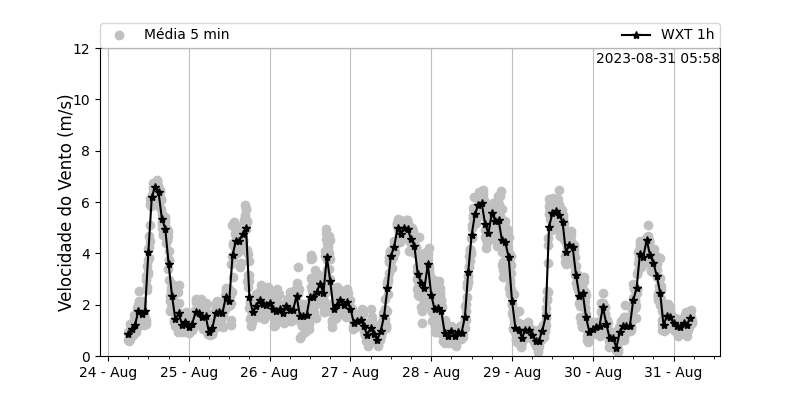 Média 5 min
WXT 1h
2023-08-31 05:58
Velocidade do Vento (m/s)
12
10
8
6
4
2
0
24 - Aug
25 - Aug
26 - Aug
27 - Aug
28 - Aug
29 - Aug
30 - Aug
31 - Aug